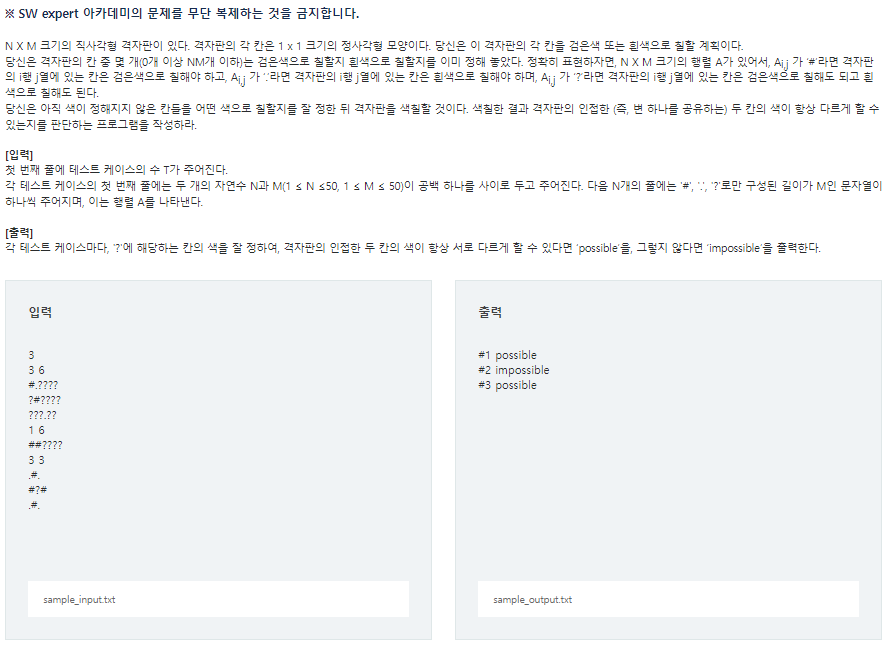 ※ SW expert 아카데미의 문제를 무단 복제하는 것을 금지합니다.
N X M 크기의 직사각형 격자판이 있다. 격자판의 각 칸은 1 x 1 크기의 정사각형 모양이다. 당신은 이 격자판의 각 칸을 검은색 또는 흰색으로 칠할 계획이다.
당신은 격자판의 칸 중 몇 개(0개 이상 NM개 이하)는 검은색으로 칠할지 흰색으로 칠할지를 이미 정해 놓았다. 정확히 표현하자면, N X M 크기의 행렬 A가 있어서, Ai,j 가 '#'라면 격자판
의 i행 j열에 있는 칸은 검은색으로 칠해야 하고, Ai,j 가 '.'라면 격자판의 i행 j열에 있는 칸은 흰색으로 칠해야 하며, Ai,j 가 '?'라면 격자판의 i행 j열에 있는 칸은 검은색으로 칠해도 되고 흰
색으로 칠해도 된다.
당신은 아직 색이 정해지지 않은 칸들을 어떤 색으로 칠할지를 잘 정한 뒤 격자판을 색칠할 것이다. 색칠한 결과 격자판의 인접한 (즉, 변 하나를 공유하는) 두 칸의 색이 항상 다르게 할 수
있는지를 판단하는 프로그램을 작성하라.
[입력]
첫 번째 줄에 테스트 케이스의 수 T가 주어진다.
각 테스트 케이스의 첫 번째 줄에는 두 개의 자연수 N과 M(1 ≤ N ≤50, 1 ≤ M ≤ 50)이 공백 하나를 사이로 두고 주어진다. 다음 N개의 줄에는 '#', '.', '?'로만 구성된 길이가 M인 문자열이
하나씩 주어지며, 이는 행렬 A를 나타낸다.
[출력]
각 테스트 케이스마다, '?'에 해당하는 칸의 색을 잘 정하여, 격자판의 인접한 두 칸의 색이 항상 서로 다르게 할 수 있다면 'possible'을, 그렇지 않다면 'impossible'을 출력한다.
입력
3
3 6
#.????
?#????
???.??
1 6
##????
3 3
.#.
#?#
.#.
sample_input.txt
출력
#1 possible
#2 impossible
#3 possible
sample_output.txt